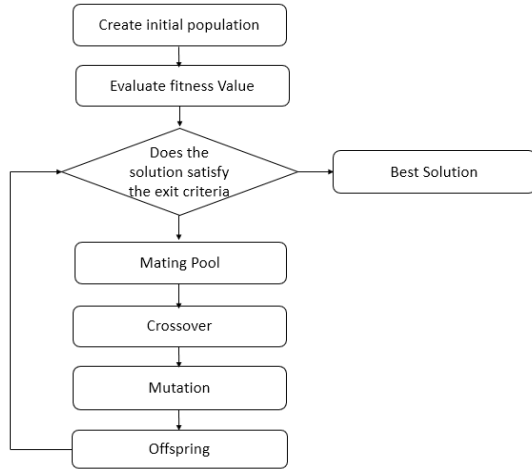 Create initial population
Evaluate fitness Value
Does the
solution satisfy
the exit criteria
Best Solution
Mating Pool
Crossover
Mutation
Offspring